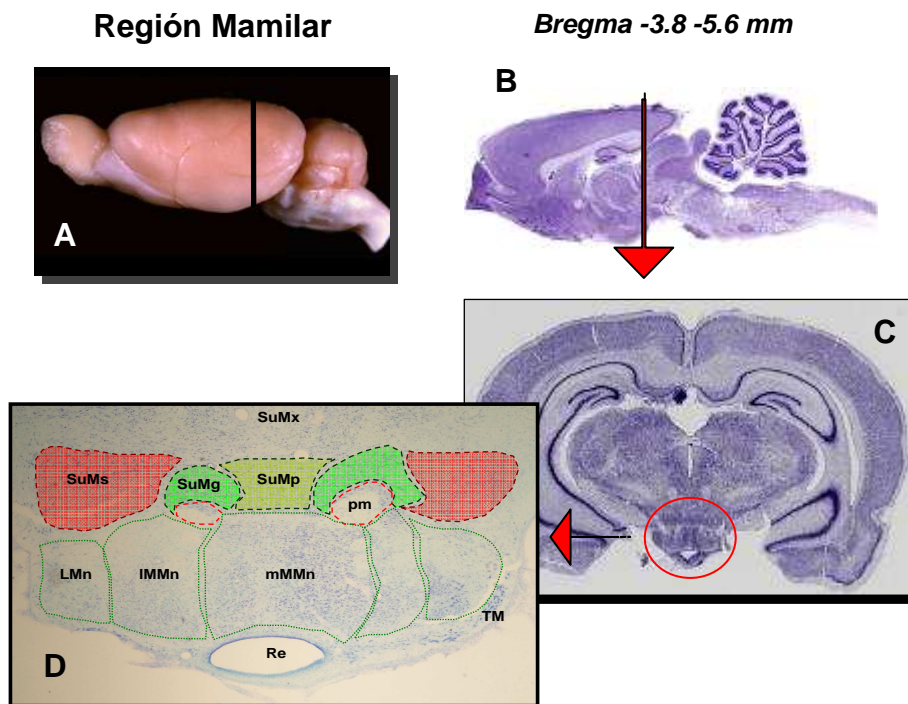 Región Mamilar
Bregma -3.8 -5.6 mm
A
B
C
SuMx
SuMs
SuMg
SuMp
pm
LMn
lMMn
mMMn
TM
Re
D